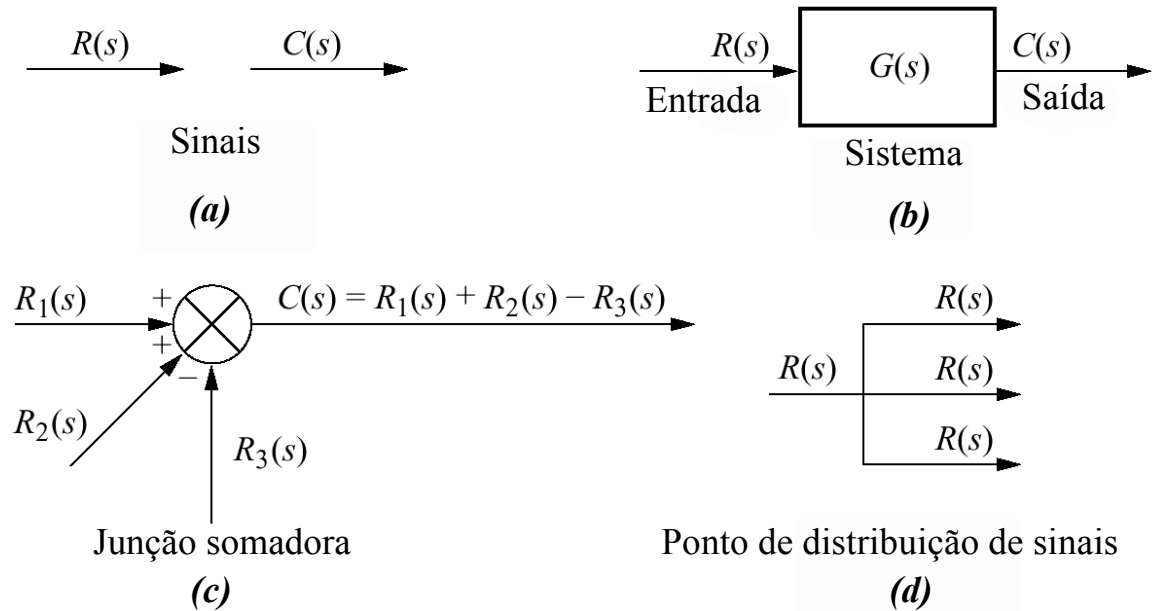 R(s)
C(s)
Sinais
(a)
R(s)
G(s)
C(s)
Entrada
Saída
Sistema
(b)
R₁(s)
+
C(s) = R₁(s) + R₂(s) – R₃(s)
+
–
R₂(s)
R₃(s)
Junção somadora
(c)
R(s)
R(s)
R(s)
R(s)
Ponto de distribuição de sinais
(d)